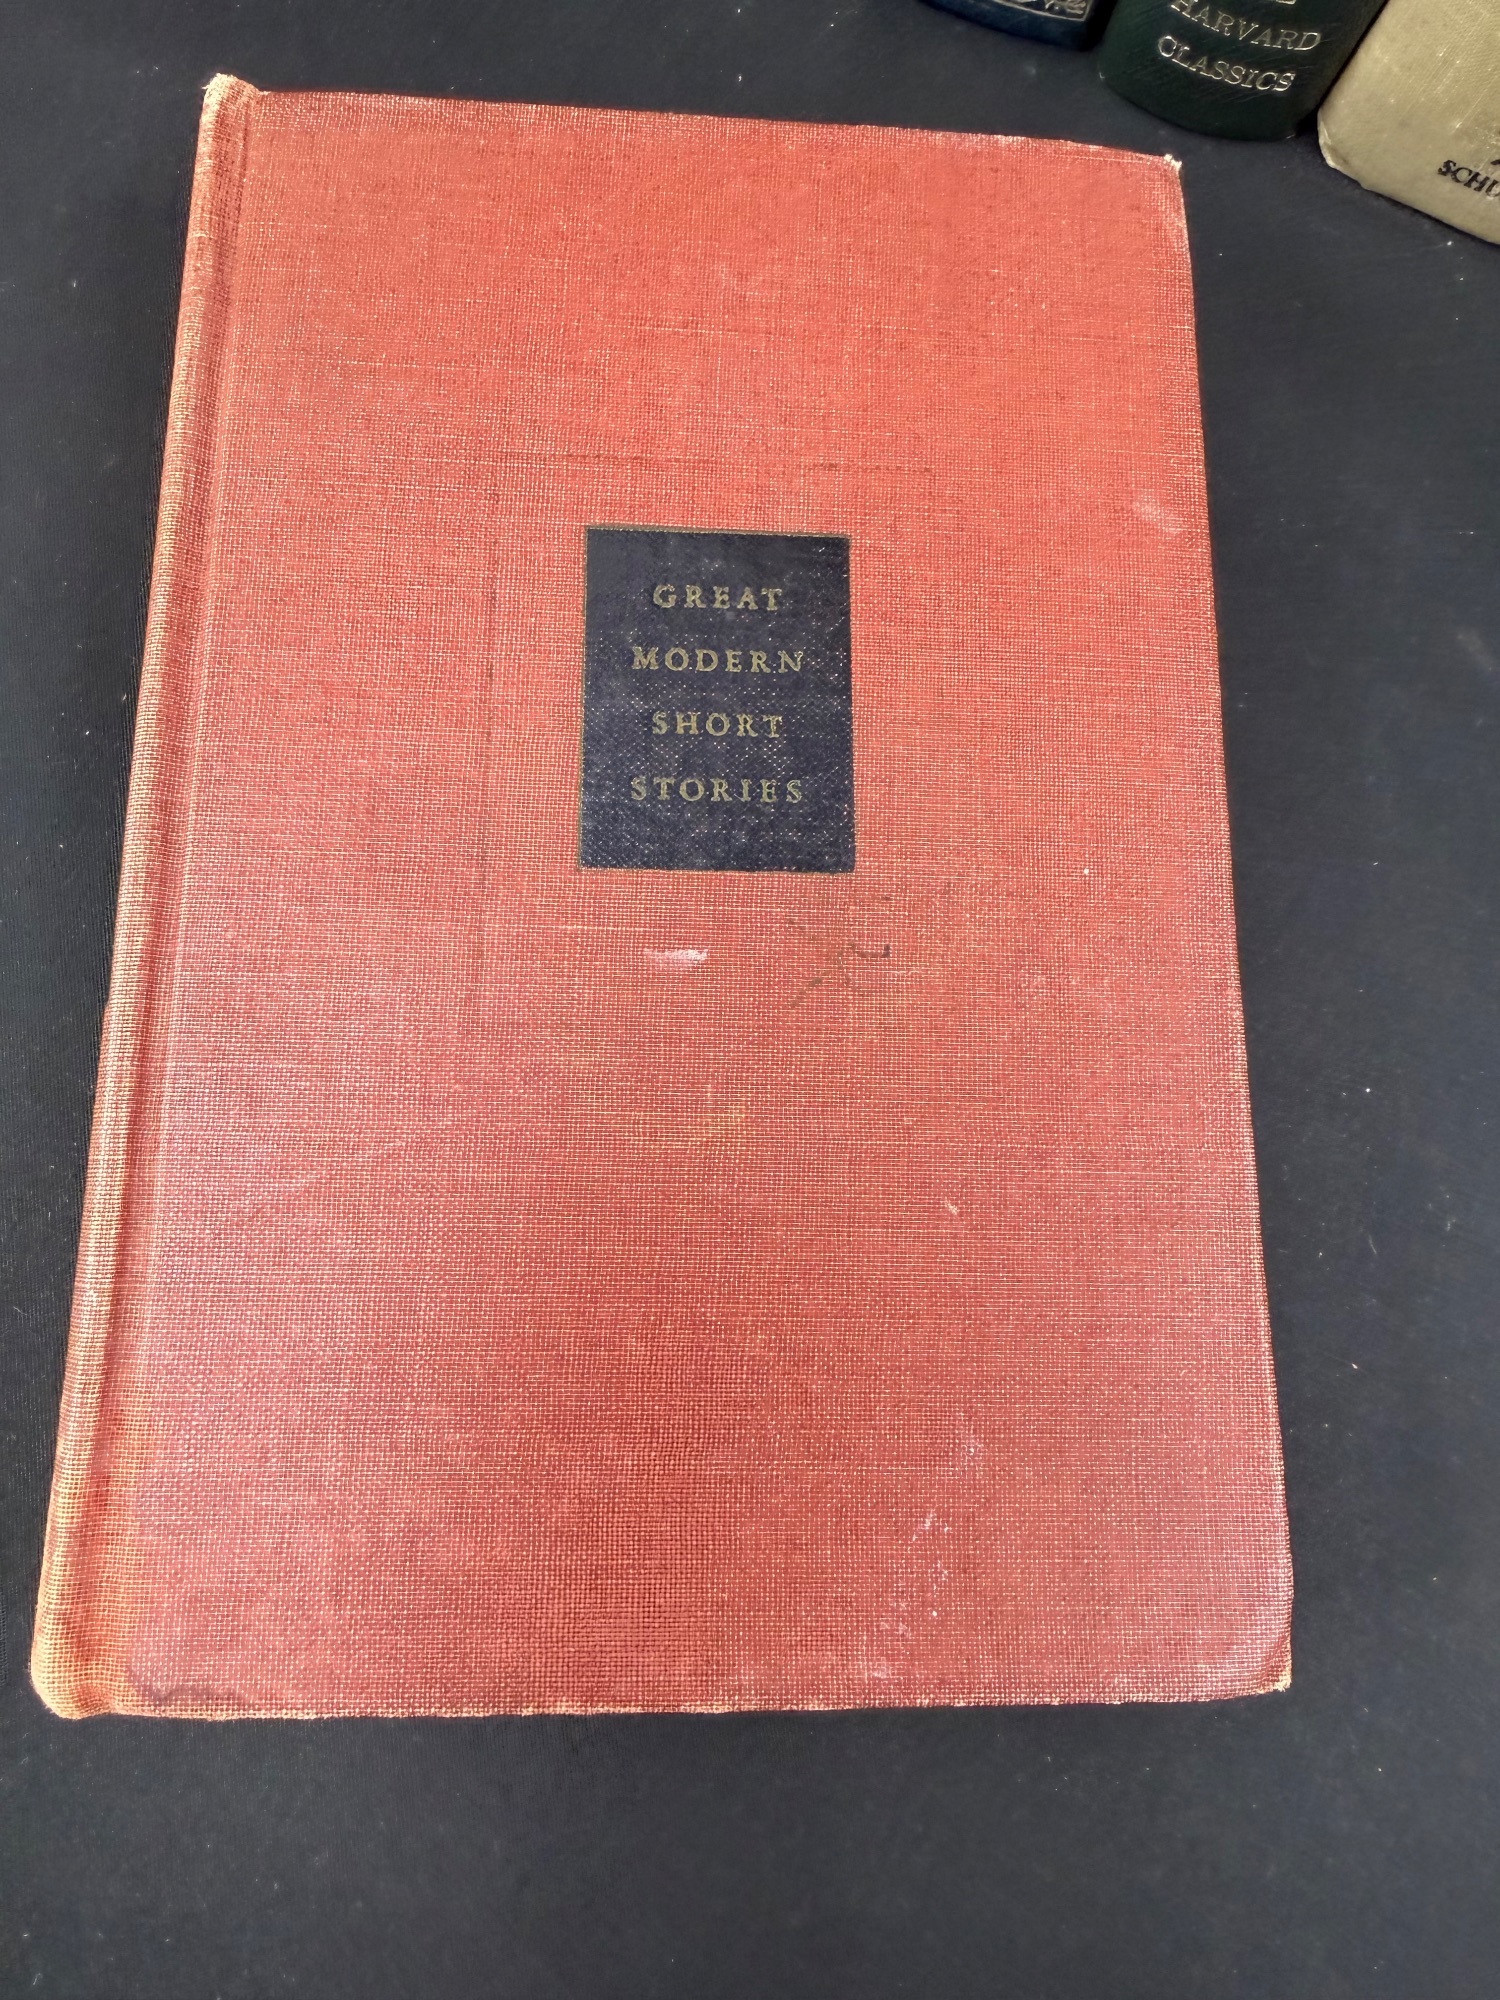 HARVARD
CLASSICS
GREAT
MODERN
SHORT
STORIES